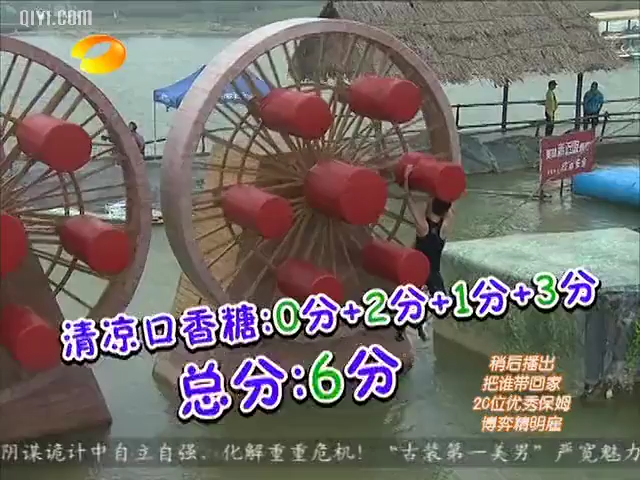 QIYI.COM
清凉口香糖:0分+2分+1分+3分
总分:6分
稍后播出
把谁带回家
20位优秀保姆
博弈精明雇
阴谋诡计中自立自强、化解重重危机！“古装第一美男”严宽魅力